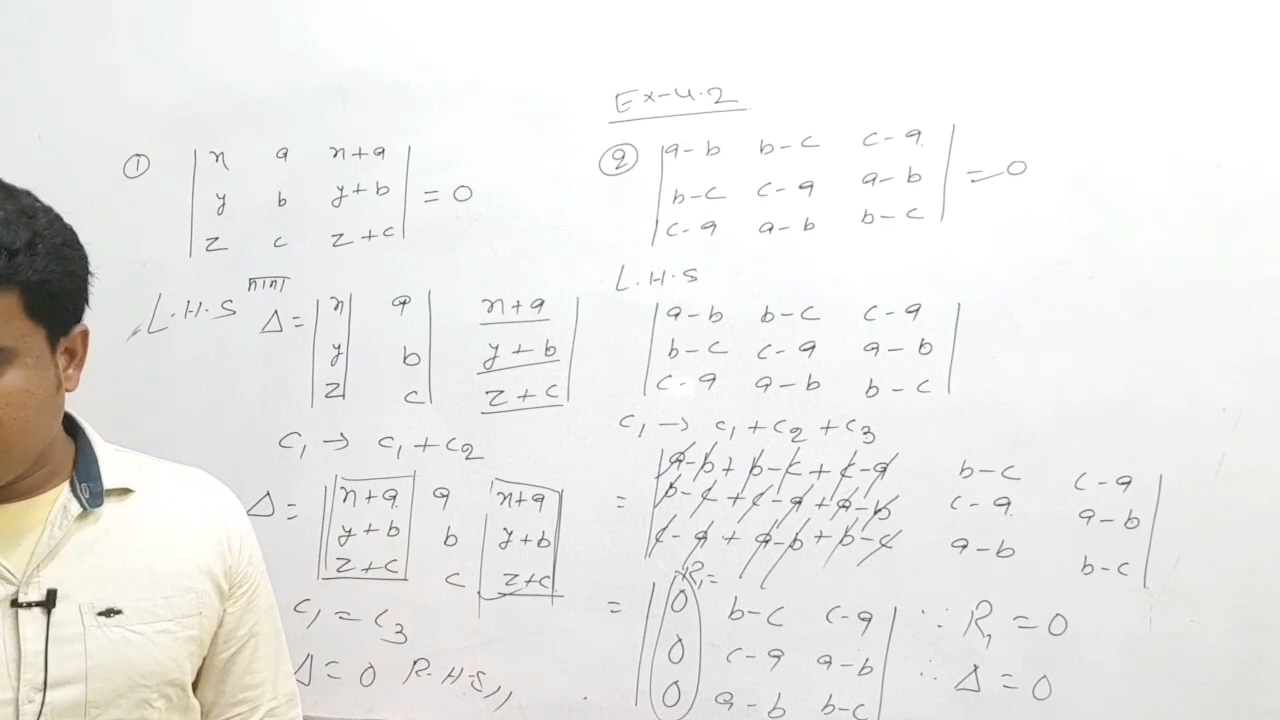 Ex-4.2
① | x a x+a |
| y b y+b | = 0
| z c z+c |
L.H.S Δ = | x a x+a |
| y b y+b |
| z c z+c |
C₁ → C₁ + C₂
Δ = | x+a a x+a |
| y+b b y+b |
| z+c c z+c |
C₁ = C₃
Δ = 0 R.H.S,,
② | a-b b-c c-a |
| b-c c-a a-b | = 0
| c-a a-b b-c |
L.H.S
| a-b b-c c-a |
| b-c c-a a-b |
| c-a a-b b-c |
C₁ → C₁ + C₂ + C₃
= | a-b+b-c+c-a b-c c-a |
| b-c+c-a+a-b c-a a-b |
| c-a+a-b+b-c a-b b-c |
= | 0 b-c c-a | ∵ R₁ = 0
| 0 c-a a-b | ∴ Δ = 0
| 0 a-b b-c |